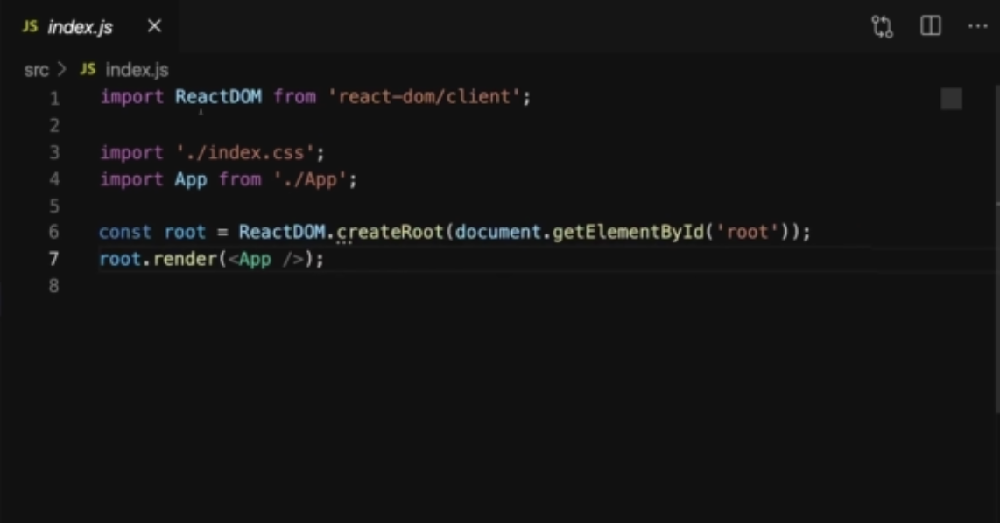 JS index.js ×
src > JS index.js
1 import ReactDOM from 'react-dom/client';
2
3 import './index.css';
4 import App from './App';
5
6 const root = ReactDOM.createRoot(document.getElementById('root'));
7 root.render(<App />);
8